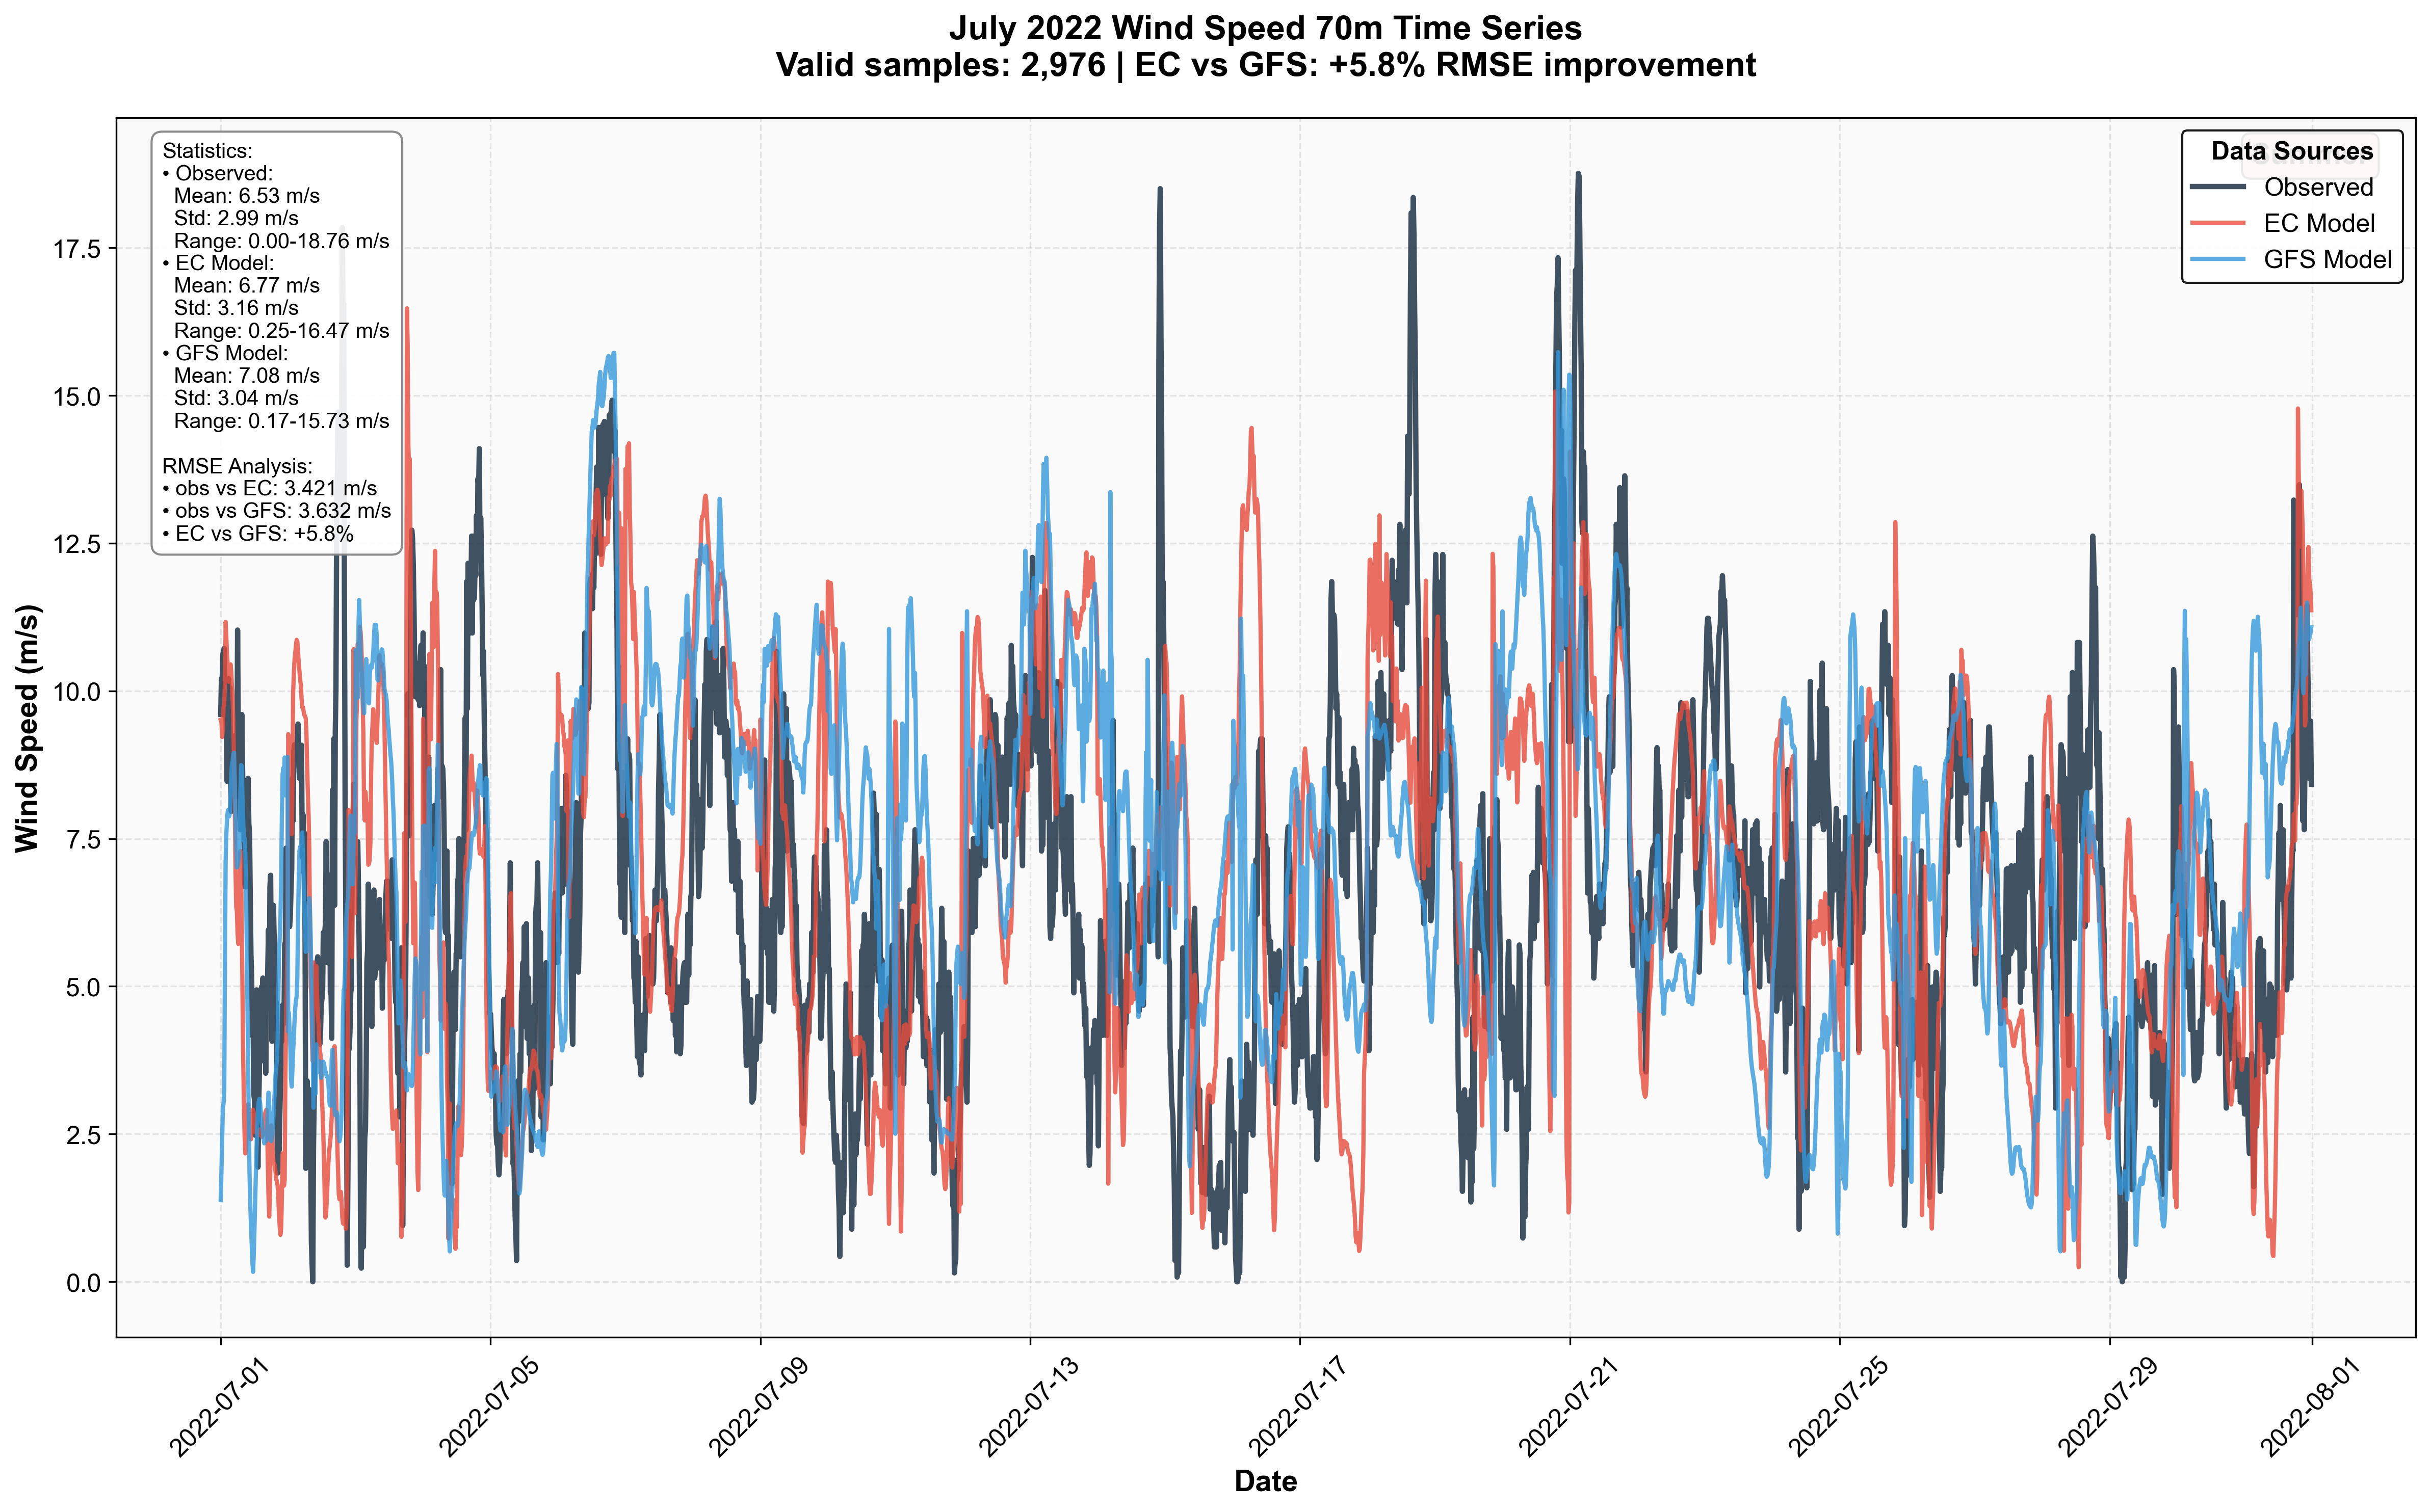 July 2022 Wind Speed 70m Time Series
Valid samples: 2,976 | EC vs GFS: +5.8% RMSE improvement
Statistics:
• Observed:
Mean: 6.53 m/s
Std: 2.99 m/s
Range: 0.00-18.76 m/s
• EC Model:
Mean: 6.77 m/s
Std: 3.16 m/s
Range: 0.25-16.47 m/s
• GFS Model:
Mean: 7.08 m/s
Std: 3.04 m/s
Range: 0.17-15.73 m/s
RMSE Analysis:
• obs vs EC: 3.421 m/s
• obs vs GFS: 3.632 m/s
• EC vs GFS: +5.8%
Data Sources
Observed
EC Model
GFS Model
Wind Speed (m/s)
17.5
15.0
12.5
10.0
7.5
5.0
2.5
0.0
2022-07-01
2022-07-05
2022-07-09
2022-07-13
2022-07-17
2022-07-21
2022-07-25
2022-07-29
2022-08-01
Date